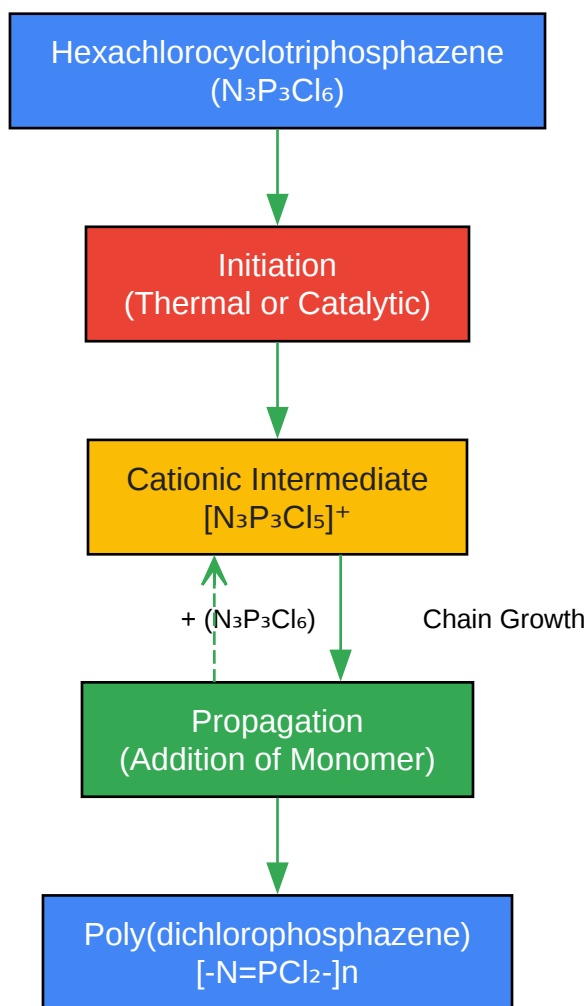 Hexachlorocyclotriphosphazene
(N₃P₃Cl₆)
Initiation
(Thermal or Catalytic)
Cationic Intermediate
[N₃P₃Cl₅]⁺
+ (N₃P₃Cl₆)
Chain Growth
Propagation
(Addition of Monomer)
Poly(dichlorophosphazene)
[-N=PCl₂-]n